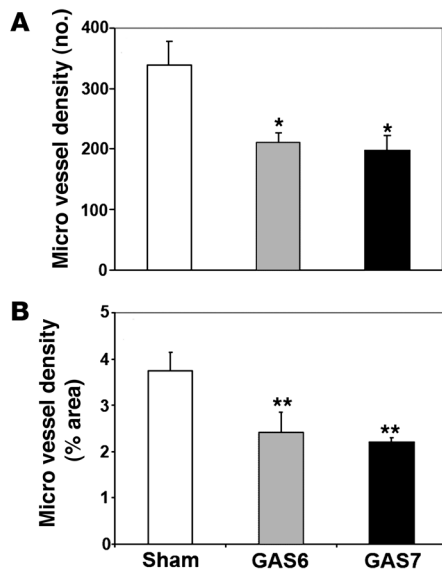 A
Micro vessel density (no.)
400
300
200
100
0
*
*
B
Micro vessel density
(% area)
5
4
3
2
1
0
**
**
Sham GAS6 GAS7